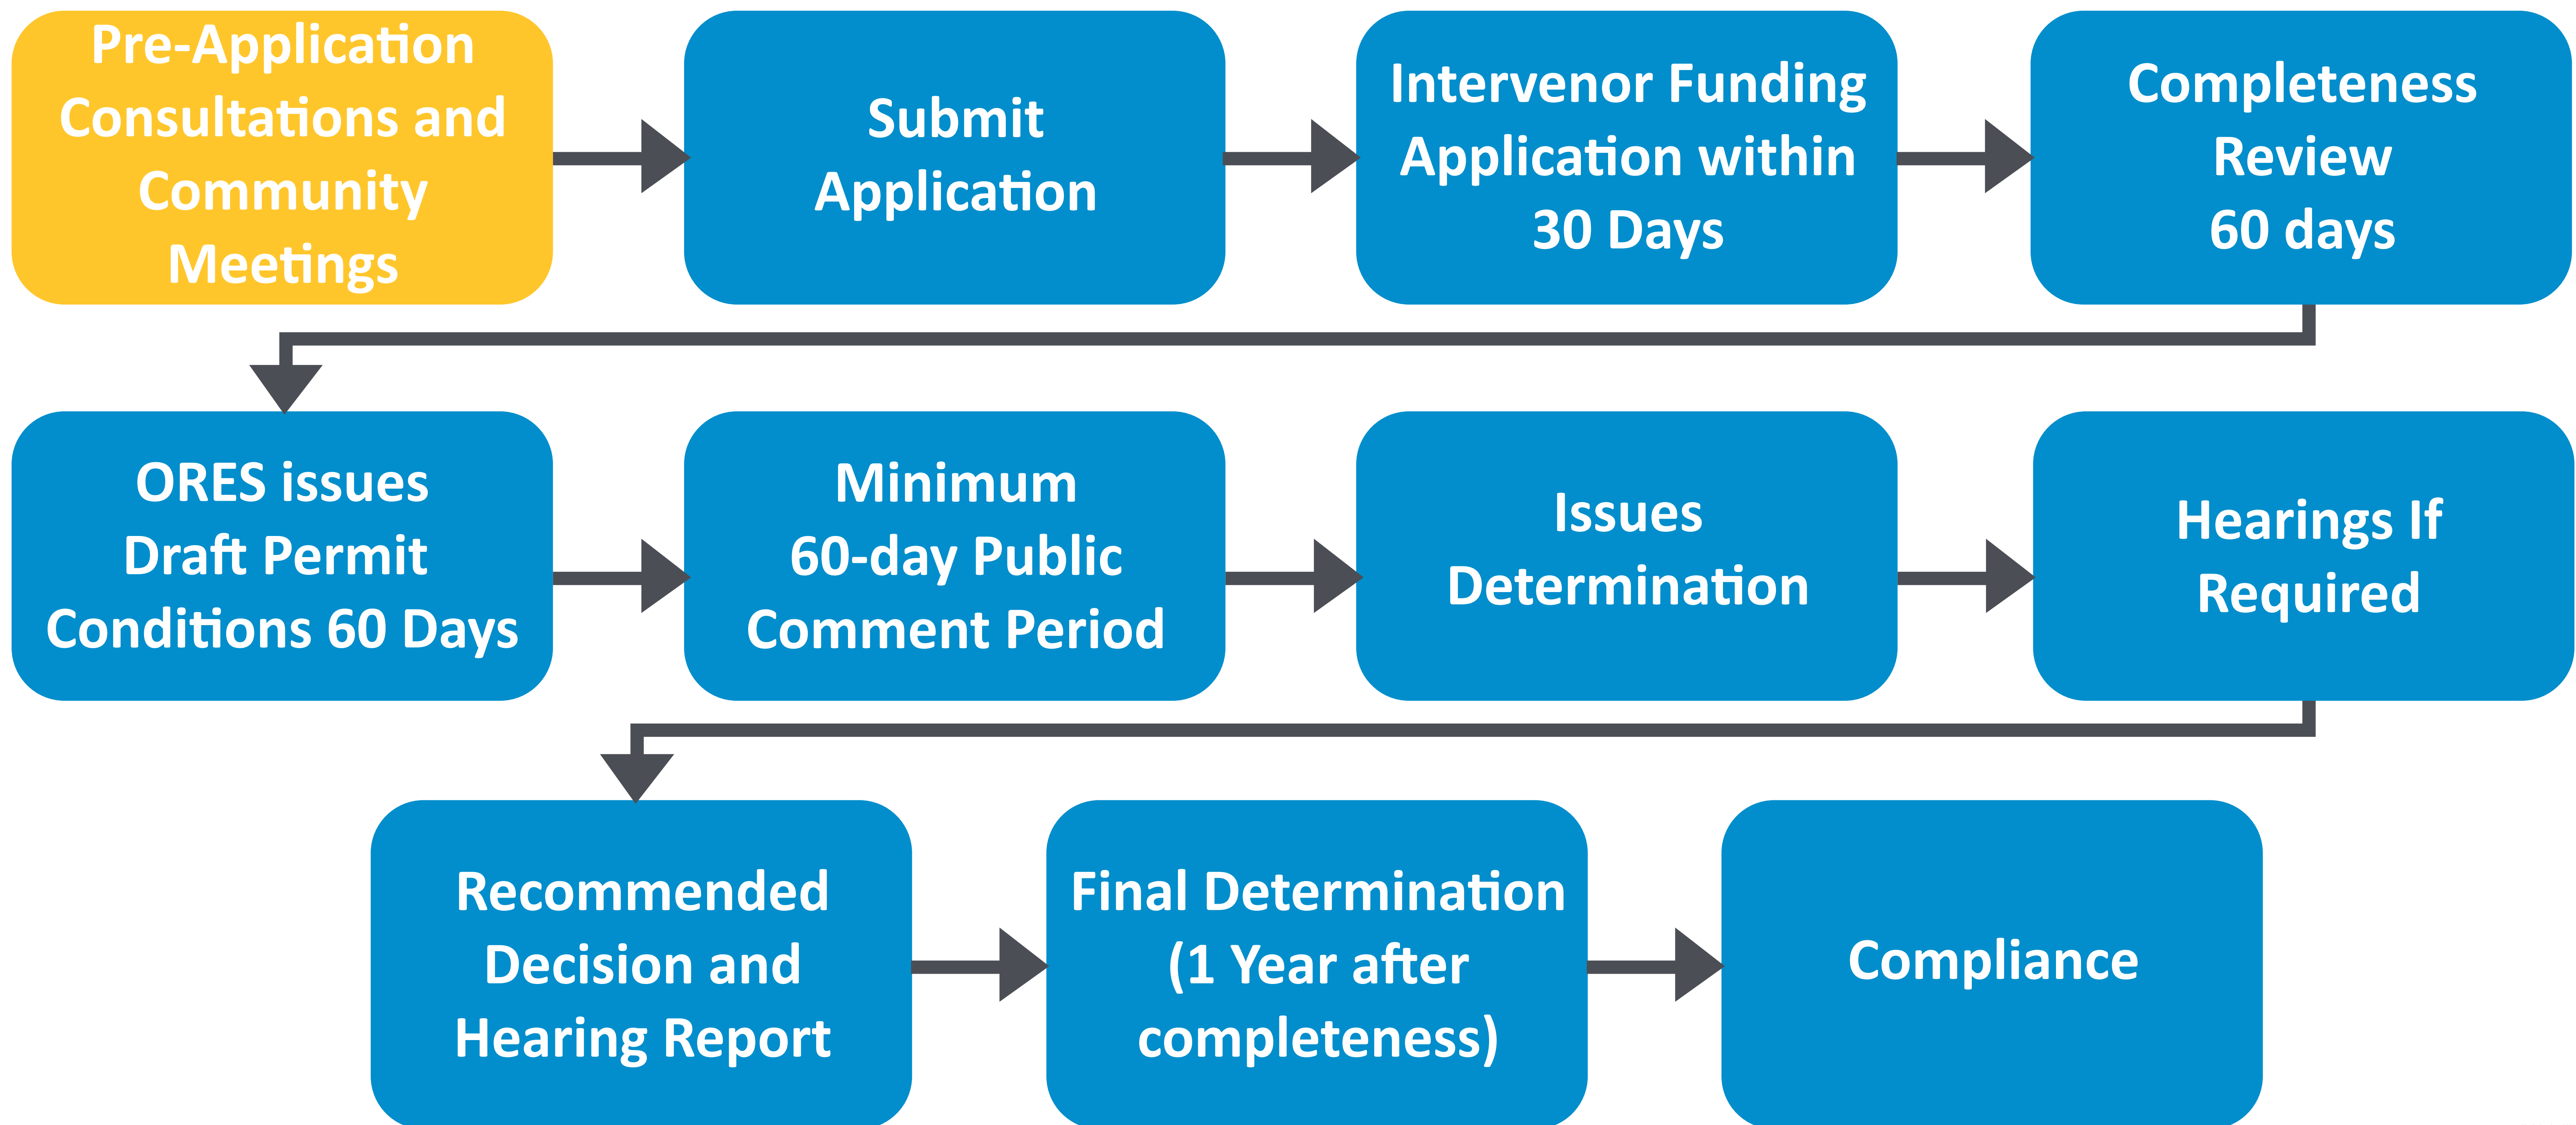 Pre-Application
Consultations and
Community
Meetings
Submit
Application
Intervenor Funding
Application within
30 Days
Completeness
Review
60 days
ORES issues
Draft Permit
Conditions 60 Days
Minimum
60-day Public
Comment Period
Issues
Determination
Hearings If
Required
Recommended
Decision and
Hearing Report
Final Determination
(1 Year after
completeness)
Compliance